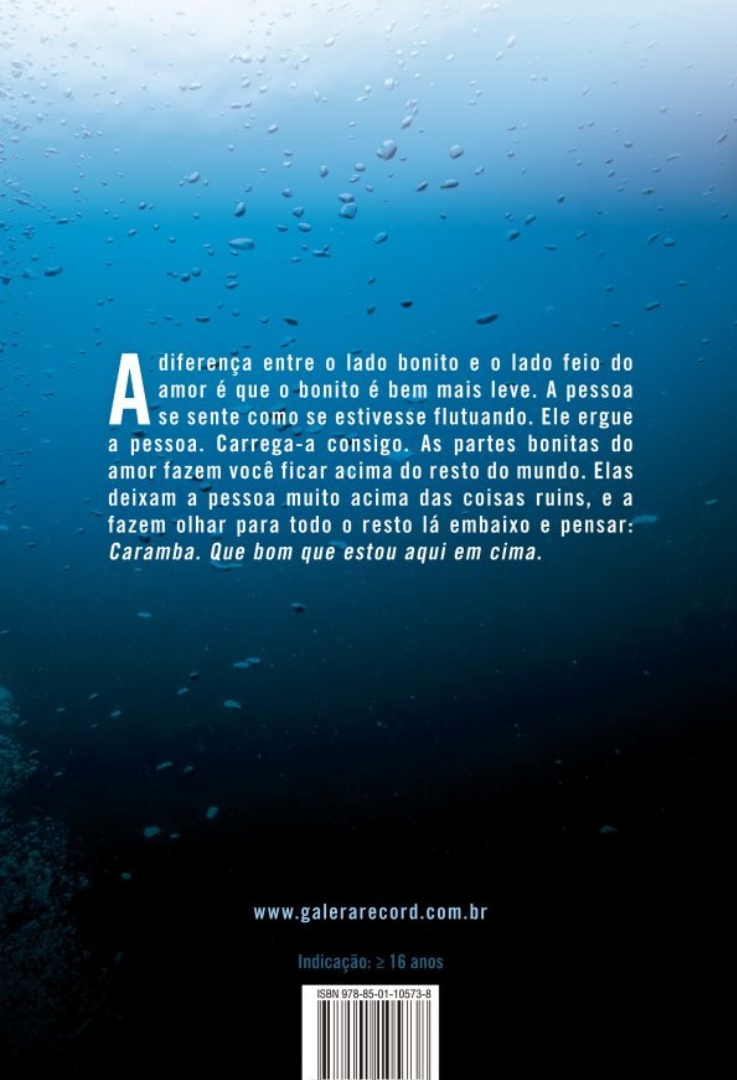 A diferença entre o lado bonito e o lado feio do
amor é que o bonito é bem mais leve. A pessoa
se sente como se estivesse flutuando. Ele ergue
a pessoa. Carrega-a consigo. As partes bonitas do
amor fazem você ficar acima do resto do mundo. Elas
deixam a pessoa muito acima das coisas ruins, e a
fazem olhar para todo o resto lá embaixo e pensar:
Caramba. Que bom que estou aqui em cima.
www.galerarecord.com.br
Indicação: ≥ 16 anos
ISBN 978-85-01-10573-8